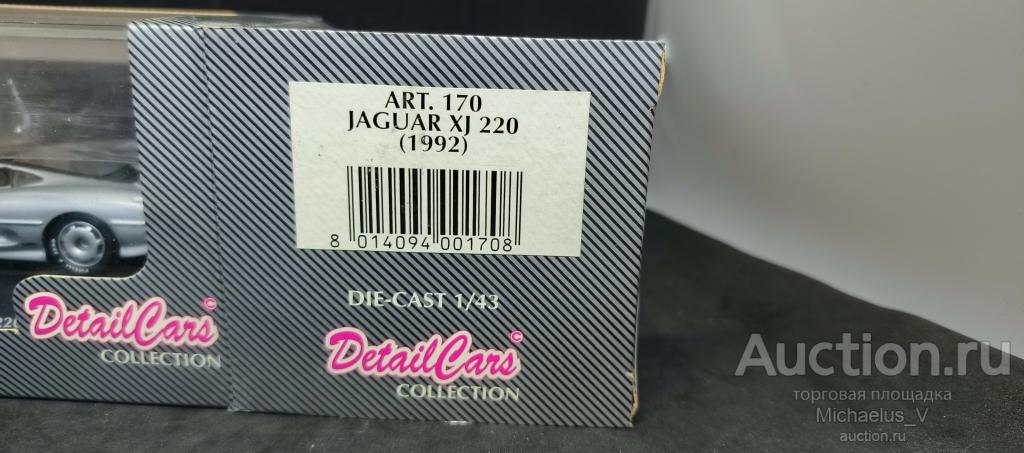 ART. 170
JAGUAR XJ 220
(1992)
8 014094 001708
DIE-CAST 1/43
DetailCars©
COLLECTION
DetailCars©
COLLECTION
Auction.ru
торговая площадка
Michaelus_V
auction.ru